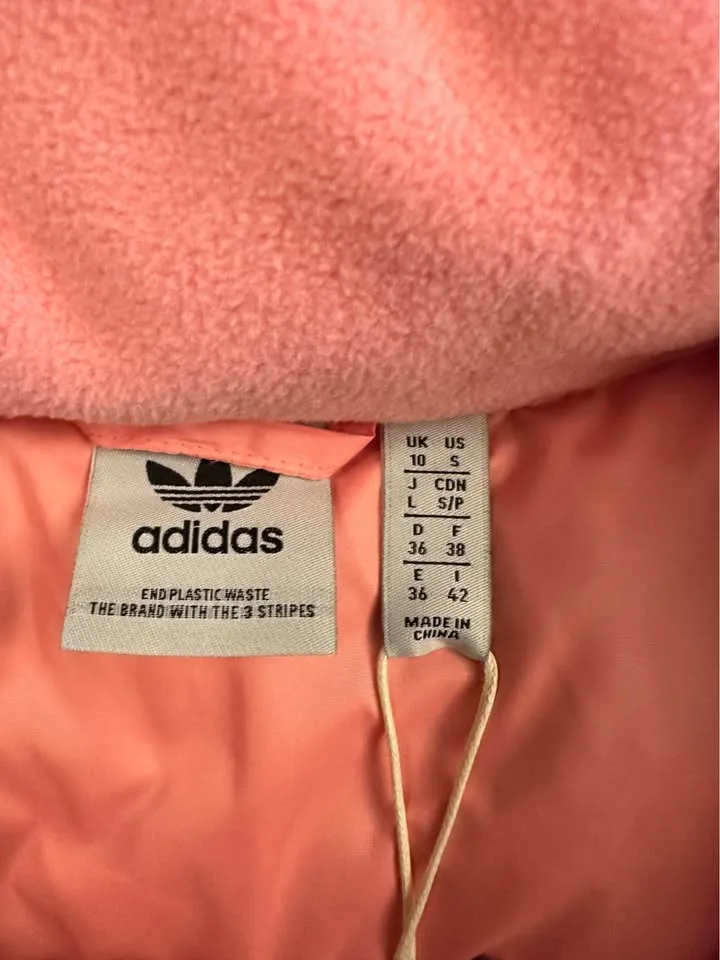 adidas
END PLASTIC WASTE
THE BRAND WITH THE 3 STRIPES
UK US
10 S
J CDN
L S/P
D F
36 38
E I
36 42
MADE IN
CHINA